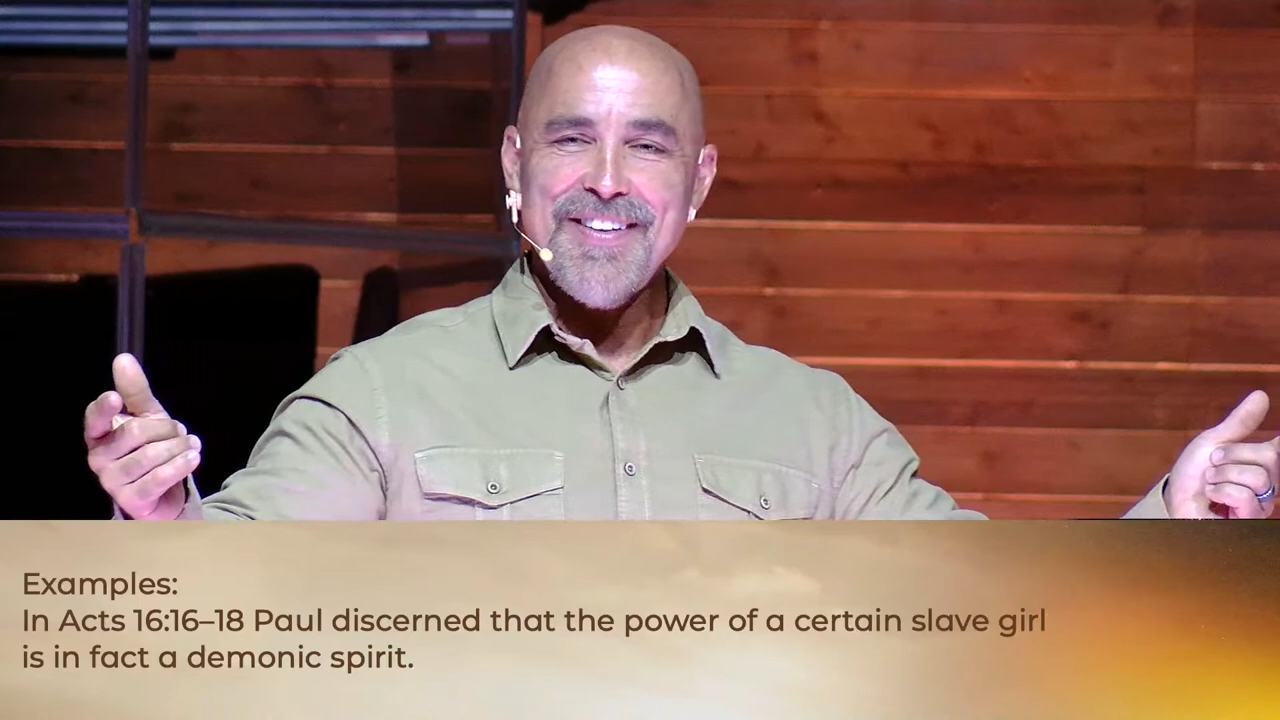 Examples:
In Acts 16:16–18 Paul discerned that the power of a certain slave girl
is in fact a demonic spirit.